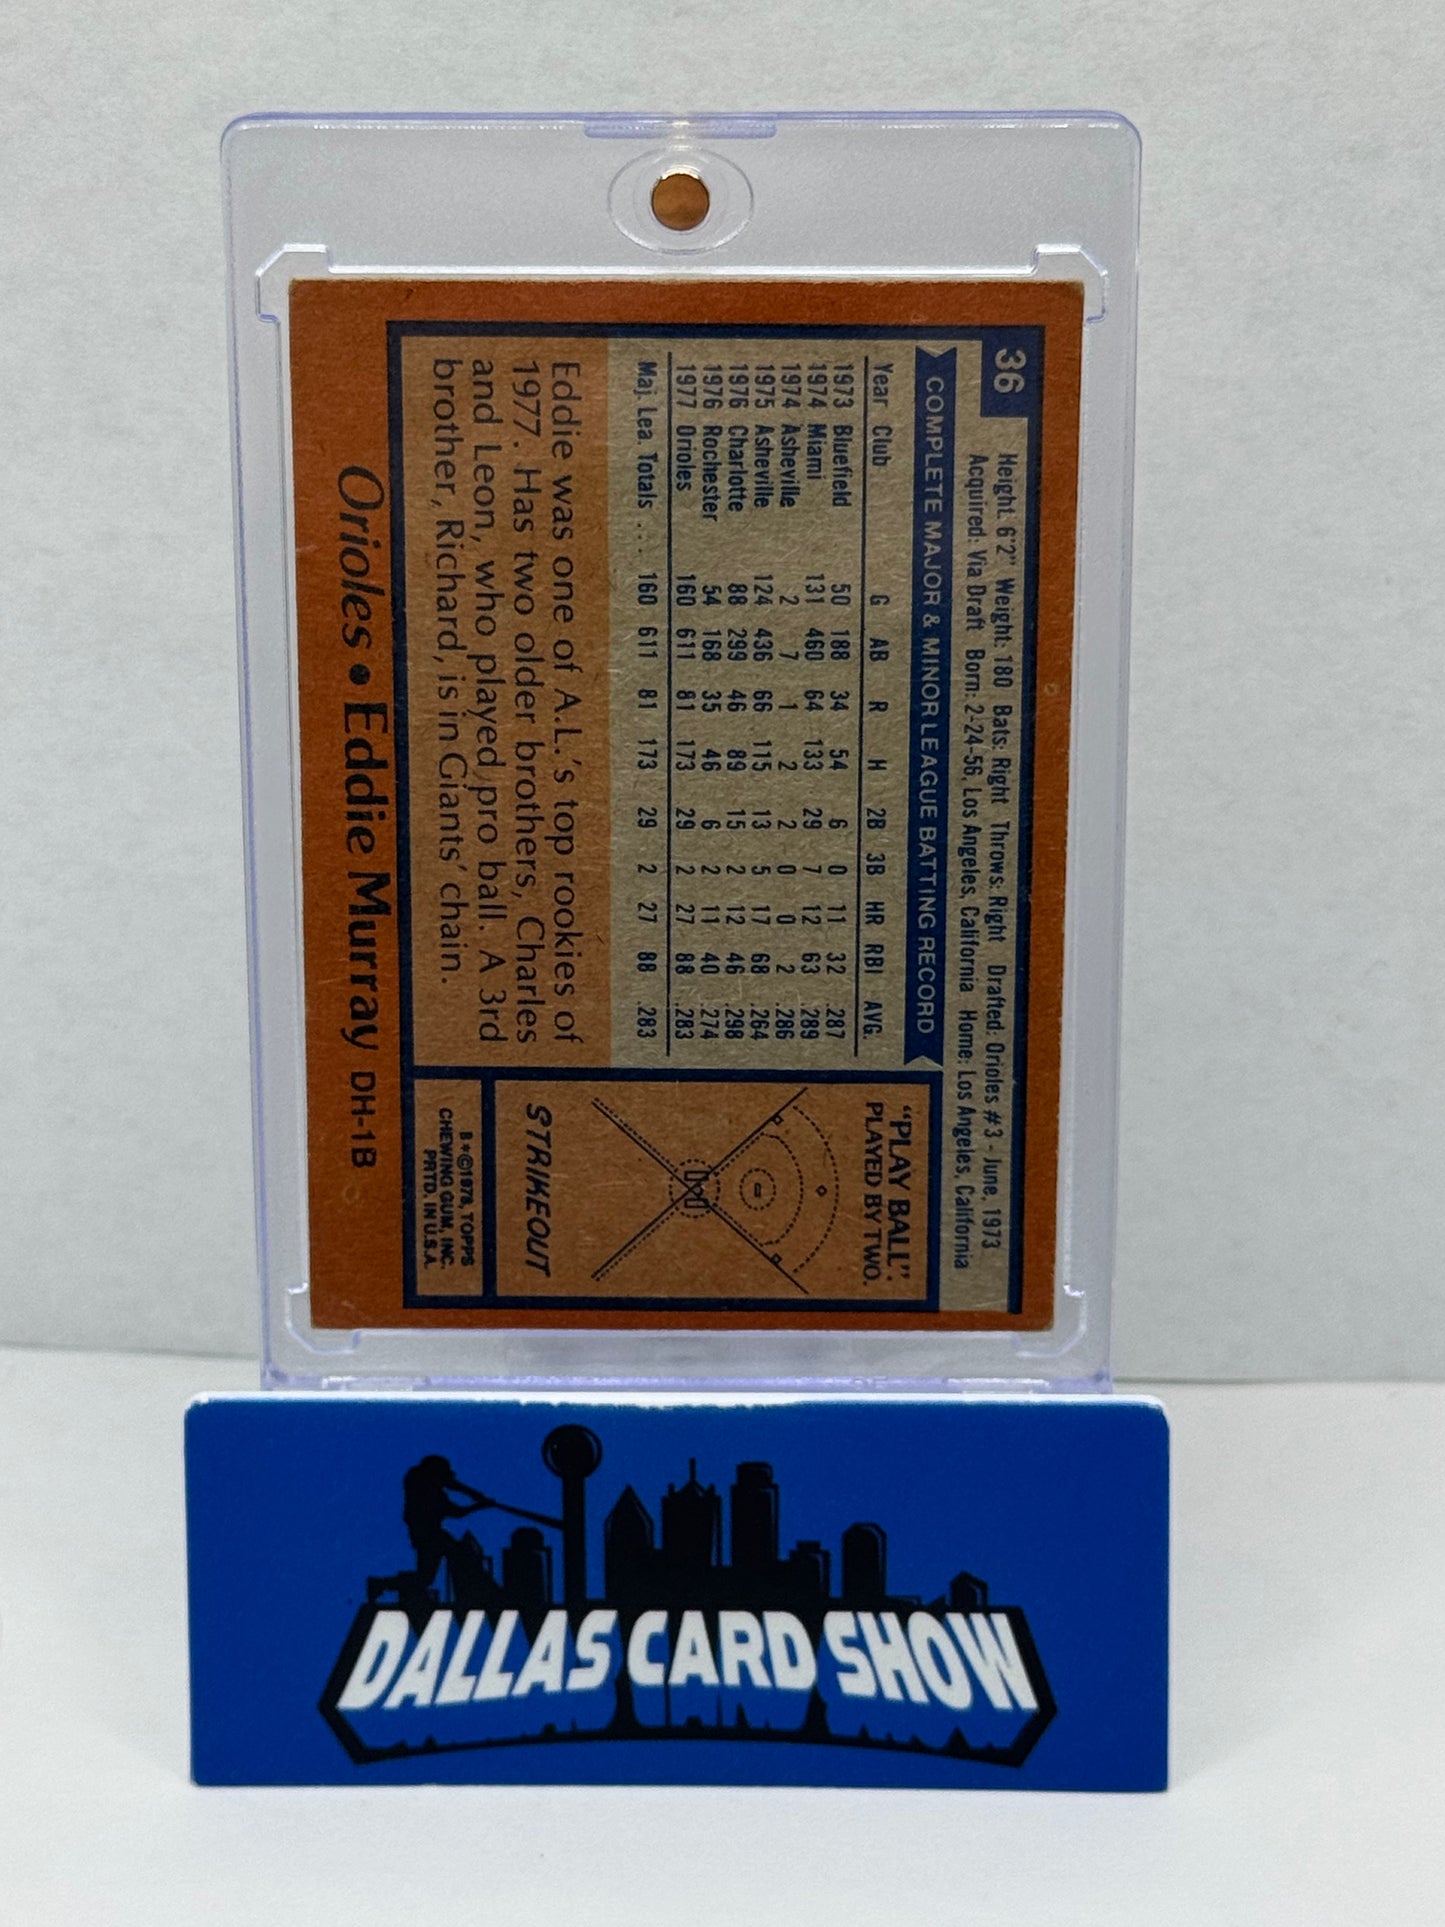 36
Height: 6'2" Weight: 180 Bats: Right Throws: Right Drafted: Orioles #3 - June, 1973
Acquired: Via Draft Born: 2-24-56, Los Angeles, California Home: Los Angeles, California
COMPLETE MAJOR & MINOR LEAGUE BATTING RECORD
Year Club G AB R H 2B 3B HR RBI AVG.
1973 Bluefield 50 188 34 54 6 0 11 32 .287
1974 Miami 131 460 64 133 29 7 12 63 .289
1974 Asheville 2 7 1 2 2 0 0 2 .286
1975 Asheville 124 436 66 115 13 5 17 68 .264
1976 Charlotte 88 299 46 89 15 2 12 46 .298
1976 Rochester 54 168 35 46 6 2 11 40 .274
1977 Orioles 160 611 81 173 29 2 27 88 .283
Maj. Lea. Totals ... 160 611 81 173 29 2 27 88 .283
Eddie was one of A.L.'s top rookies of
1977. Has two older brothers, Charles
and Leon, who played pro ball. A 3rd
brother, Richard, is in Giants' chain.
"PLAY BALL".
PLAYED BY TWO.
STRIKEOUT
B*©1978, TOPPS
CHEWING GUM, INC.
PRTD. IN U.S.A.
Orioles • Eddie Murray DH-1B
DALLAS CARD SHOW